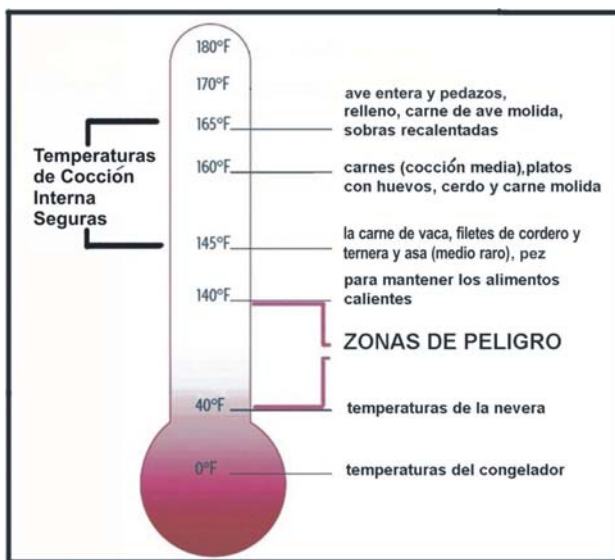 180°F
170°F
ave entera y pedazos,
relleno, carne de ave molida,
165°F sobras recalentadas
Temperaturas
de Cocción
Interna
Seguras
160°F carnes (cocción media),platos
con huevos, cerdo y carne molida
la carne de vaca, filetes de cordero y
145°F ternera y asa (medio raro), pez
para mantener los alimentos
140°F calientes
ZONAS DE PELIGRO
40°F temperaturas de la nevera
0°F temperaturas del congelador